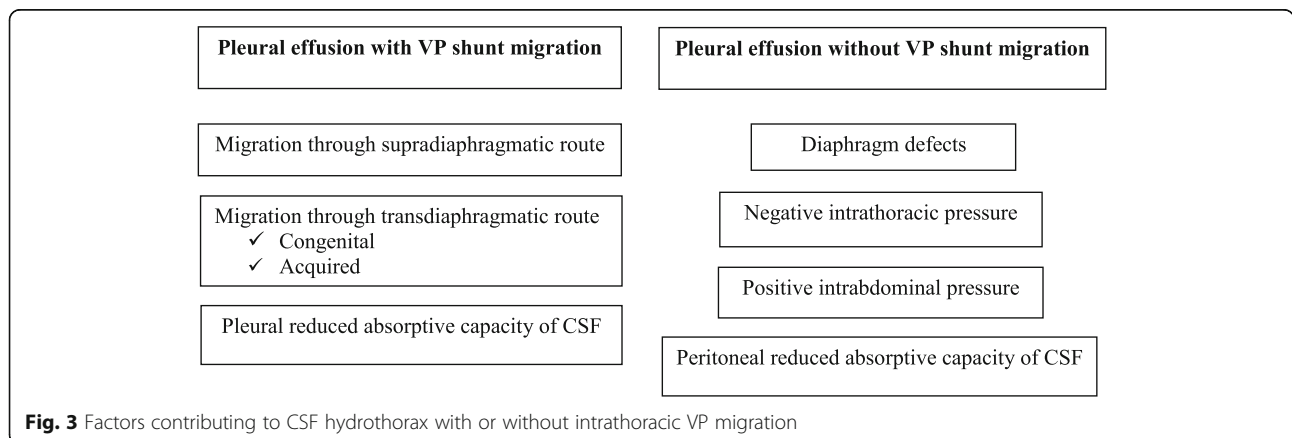 Pleural effusion with VP shunt migration
Migration through supradiaphragmatic route
Migration through transdiaphragmatic route
✓ Congenital
✓ Acquired
Pleural reduced absorptive capacity of CSF
Pleural effusion without VP shunt migration
Diaphragm defects
Negative intrathoracic pressure
Positive intrabdominal pressure
Peritoneal reduced absorptive capacity of CSF
Fig. 3 Factors contributing to CSF hydrothorax with or without intrathoracic VP migration